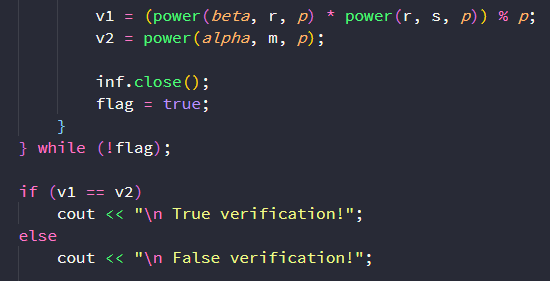 v1 = (power(beta, r, p) * power(r, s, p)) % p;
v2 = power(alpha, m, p);
inf.close();
flag = true;
}
} while (!flag);
if (v1 == v2)
cout << "\n True verification!";
else
cout << "\n False verification!";